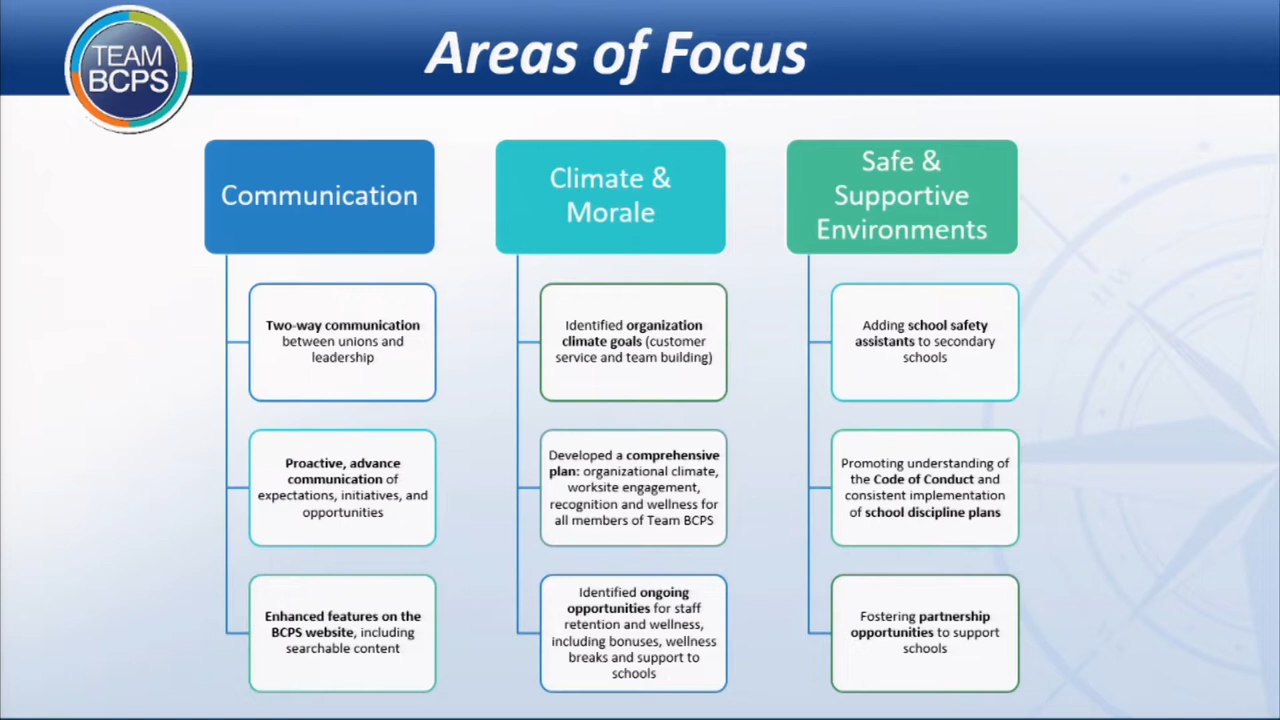 TEAM
BCPS
Areas of Focus
Communication
Two-way communication
between unions and
leadership
Proactive, advance
communication of
expectations, initiatives, and
opportunities
Enhanced features on the
BCPS website, including
searchable content
Climate &
Morale
Identified organization
climate goals (customer
service and team building)
Developed a comprehensive
plan: organizational climate,
worksite engagement,
recognition and wellness for
all members of Team BCPS
Identified ongoing
opportunities for staff
retention and wellness,
including bonuses, wellness
breaks and support to
schools
Safe &
Supportive
Environments
Adding school safety
assistants to secondary
schools
Promoting understanding of
the Code of Conduct and
consistent implementation
of school discipline plans
Fostering partnership
opportunities to support
schools